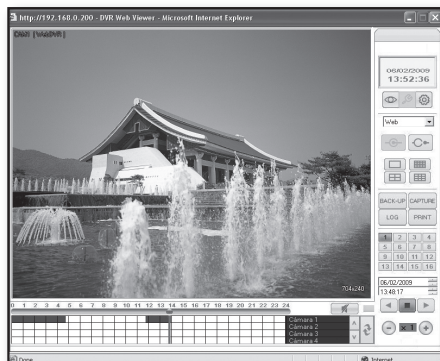 http://192.168.0.200 - DVR Web Viewer - Microsoft Internet Explorer
CAM1 [WebDVR]
06/02/2009
13:52:36
Web
BACK-UP
CAPTURE
LOG
PRINT
1 2 3 4
5 6 7 8
9 10 11 12
13 14 15 16
704x240
06/02/2009
13:48:17
0 1 2 3 4 5 6 7 8 9 10 11 12 13 14 15 16 17 18 19 20 21 22 23 24
Cámara 1
Cámara 2
Cámara 3
Cámara 4
x 1
Done
Internet